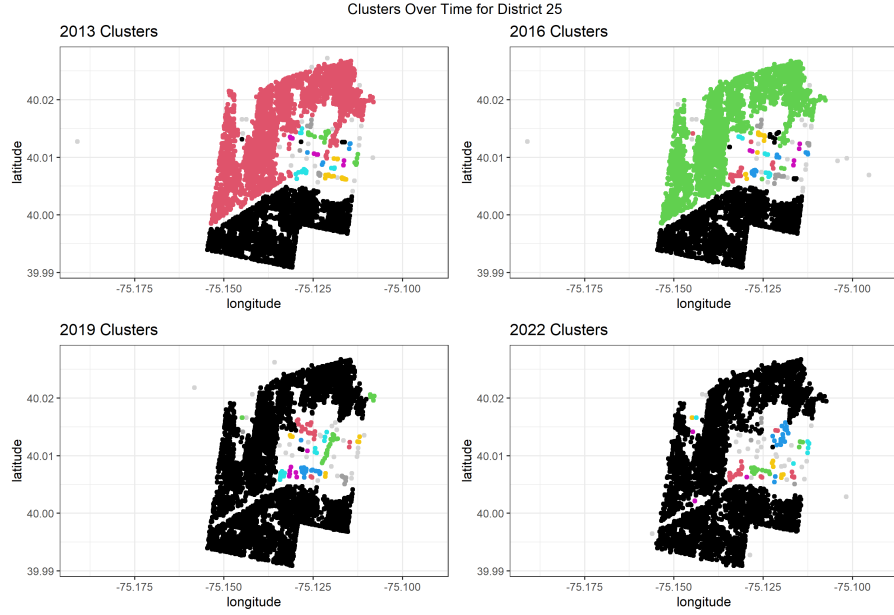 Clusters Over Time for District 25
2013 Clusters
latitude
40.02
40.01
40.00
39.99
-75.175 -75.150 -75.125 -75.100
longitude
2016 Clusters
latitude
40.02
40.01
40.00
39.99
-75.175 -75.150 -75.125 -75.100
longitude
2019 Clusters
latitude
40.02
40.01
40.00
39.99
-75.175 -75.150 -75.125 -75.100
longitude
2022 Clusters
latitude
40.02
40.01
40.00
39.99
-75.175 -75.150 -75.125 -75.100
longitude